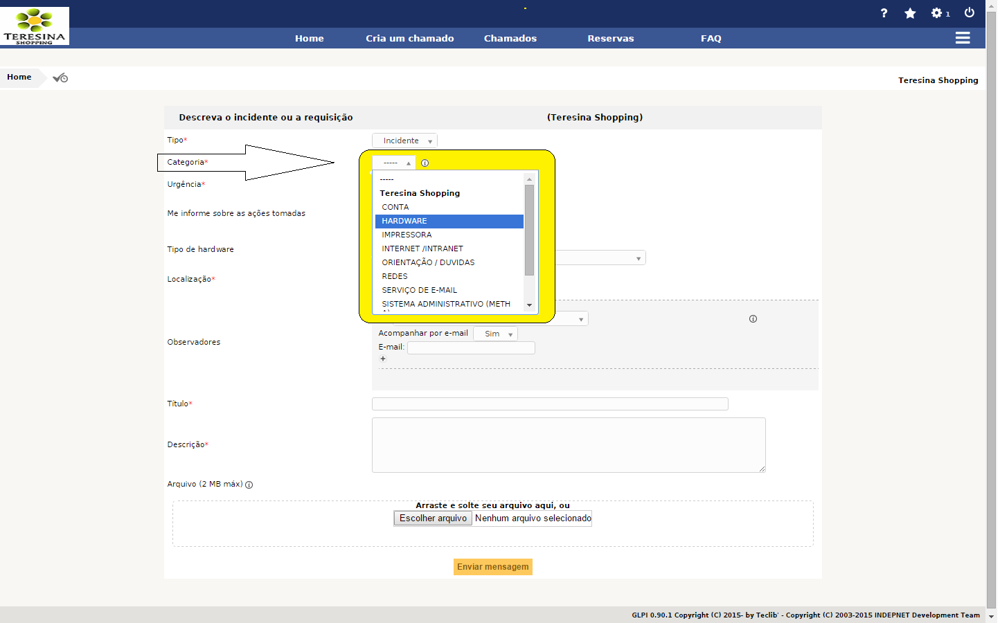 TERESINA
SHOPPING
? 1
Home Cria um chamado Chamados Reservas FAQ
Home
Teresina Shopping
Descreva o incidente ou a requisição (Teresina Shopping)
Tipo* Incidente
Categoria* -----
-----
Teresina Shopping
CONTA
HARDWARE
IMPRESSORA
INTERNET /INTRANET
ORIENTAÇÃO / DUVIDAS
REDES
SERVIÇO DE E-MAIL
SISTEMA ADMINISTRATIVO (METH
Urgência*
Me informe sobre as ações tomadas
Tipo de hardware
Localização*
Observadores
Acompanhar por e-mail Sim
E-mail:
+
Título*
Descrição*
Arquivo (2 MB máx)
Arraste e solte seu arquivo aqui, ou
Escolher arquivo Nenhum arquivo selecionado
Enviar mensagem
GLPI 0.90.1 Copyright (C) 2015- by Teclib' - Copyright (C) 2003-2015 INDEPNET Development Team